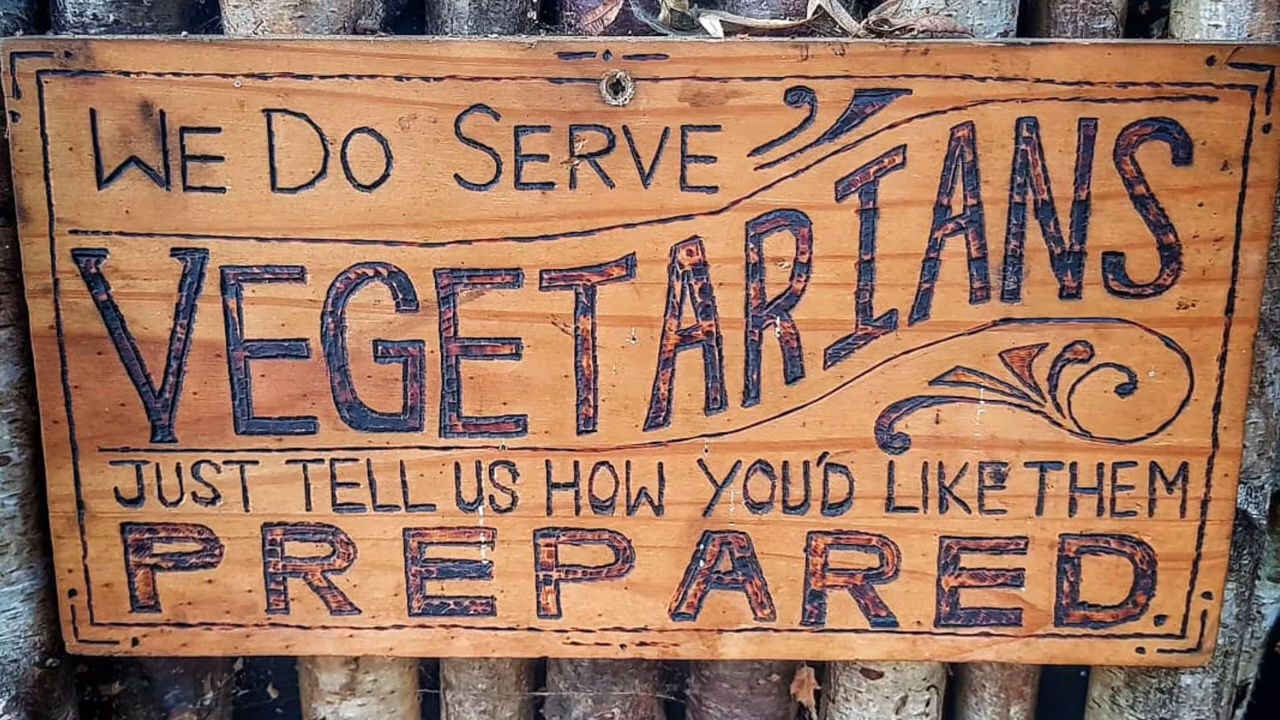 WE DO SERVE
VEGETARIANS
JUST TELL US HOW YOU'D LIKE THEM
PREPARED.